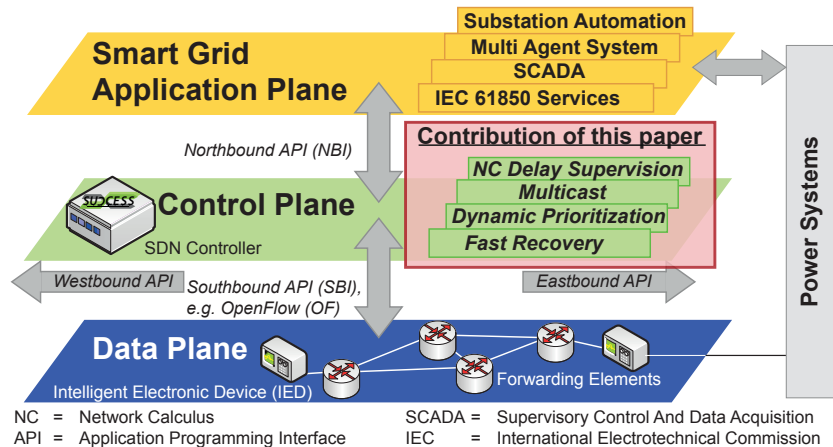 Substation Automation
Multi Agent System
SCADA
IEC 61850 Services
Smart Grid
Application Plane
Northbound API (NBI)
Contribution of this paper
NC Delay Supervision
Multicast
Dynamic Prioritization
Fast Recovery
SUCCESS
Control Plane
SDN Controller
Westbound API
Southbound API (SBI),
e.g. OpenFlow (OF)
Eastbound API
Power Systems
Data Plane
Intelligent Electronic Device (IED)
Forwarding Elements
NC = Network Calculus
API = Application Programming Interface
SCADA = Supervisory Control And Data Acquisition
IEC = International Electrotechnical Commission